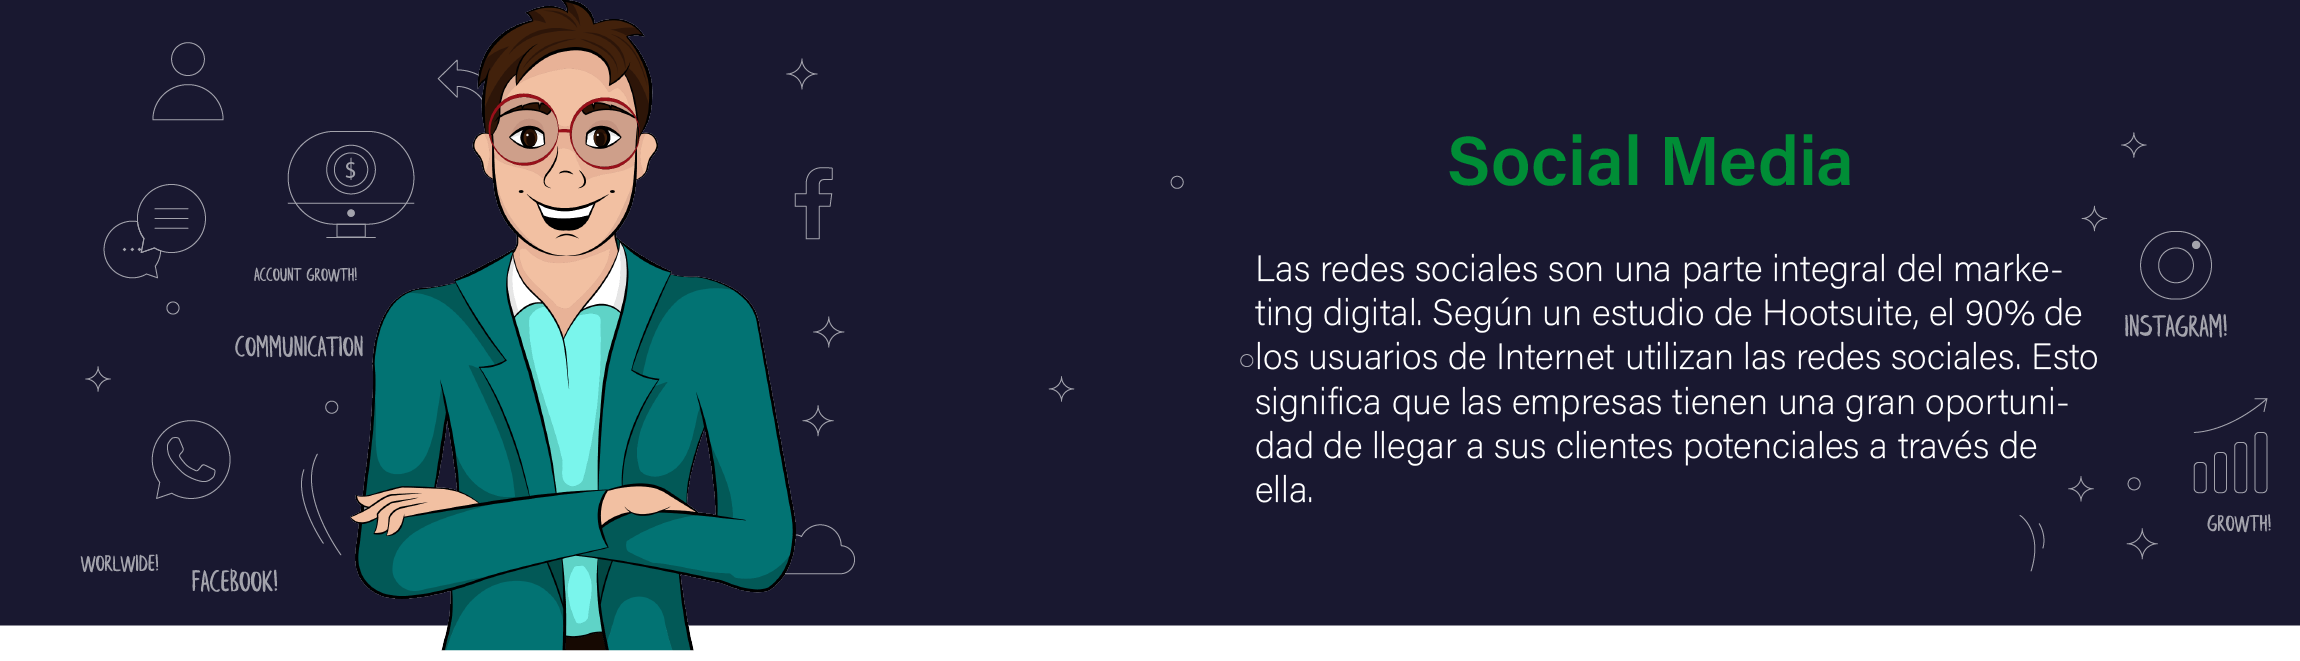 $
ACCOUNT GROWTH!
COMMUNICATION
WORLWIDE!
FACEBOOK!
Social Media
Las redes sociales son una parte integral del marke-
ting digital. Según un estudio de Hootsuite, el 90% de
los usuarios de Internet utilizan las redes sociales. Esto
significa que las empresas tienen una gran oportuni-
dad de llegar a sus clientes potenciales a través de
ella.
INSTAGRAM!
GROWTH!